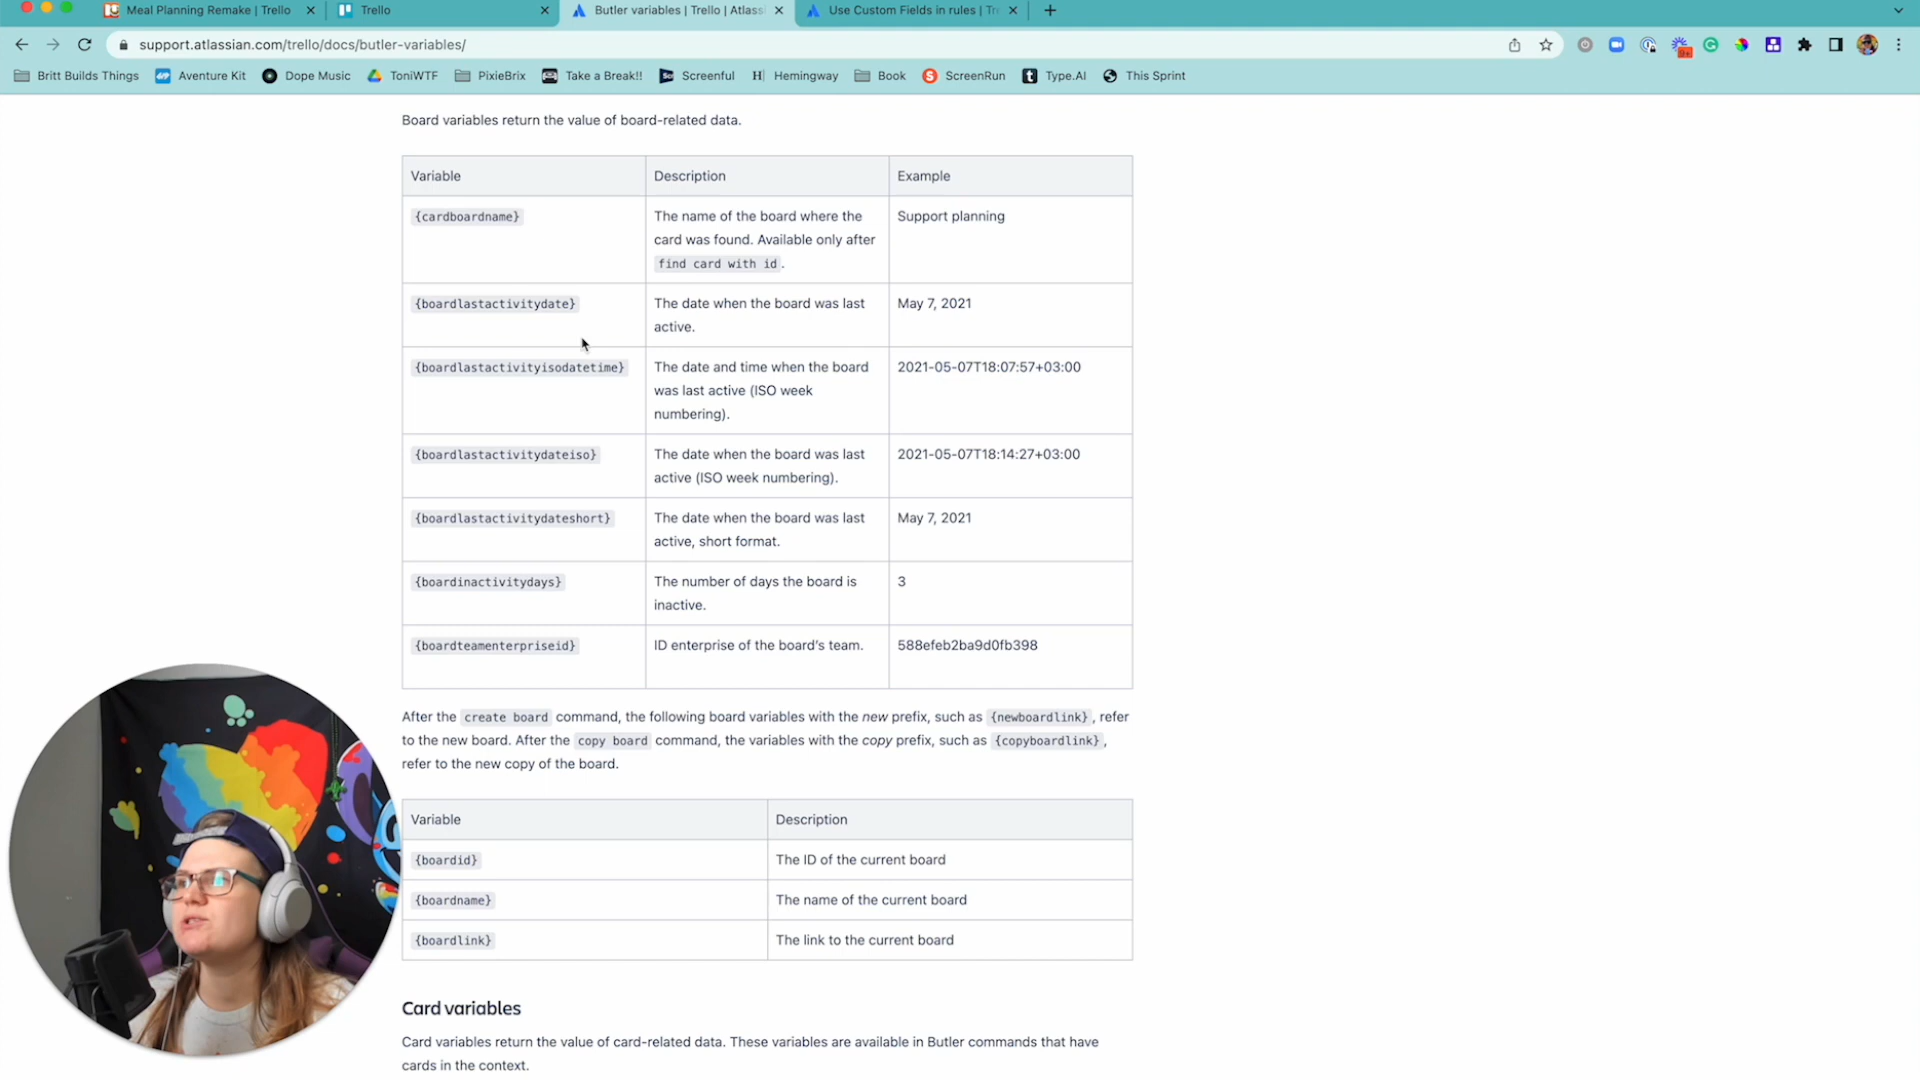 Meal Planning Remake | Trello
Trello
Butler variables | Trello | Atlass
Use Custom Fields in rules | Tr
support.atlassian.com/trello/docs/butler-variables/
Britt Builds Things
Aventure Kit
Dope Music
ToniWTF
PixieBrix
Take a Break!!
Screenful
Hemingway
Book
ScreenRun
Type.AI
This Sprint
Board variables return the value of board-related data.
Variable
Description
Example
{cardboardname}
The name of the board where the
card was found. Available only after
find card with id .
Support planning
{boardlastactivitydate}
The date when the board was last
active.
May 7, 2021
{boardlastactivityisodatetime}
The date and time when the board
was last active (ISO week
numbering).
2021-05-07T18:07:57+03:00
{boardlastactivitydateiso}
The date when the board was last
active (ISO week numbering).
2021-05-07T18:14:27+03:00
{boardlastactivitydateshort}
The date when the board was last
active, short format.
May 7, 2021
{boardinactivitydays}
The number of days the board is
inactive.
3
{boardteamenterpriseid}
ID enterprise of the board's team.
588efeb2ba9d0fb398
After the create board command, the following board variables with the new prefix, such as {newboardlink} , refer
to the new board. After the copy board command, the variables with the copy prefix, such as {copyboardlink} ,
refer to the new copy of the board.
Variable
Description
{boardid}
The ID of the current board
{boardname}
The name of the current board
{boardlink}
The link to the current board
Card variables
Card variables return the value of card-related data. These variables are available in Butler commands that have
cards in the context.